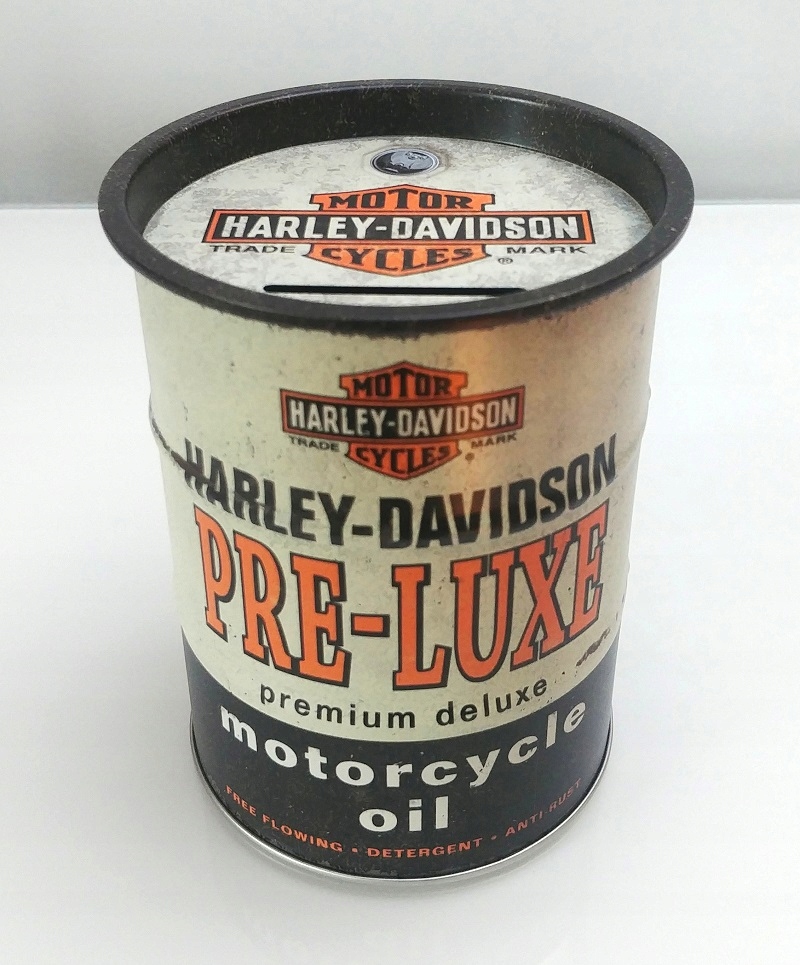 MOTOR
HARLEY-DAVIDSON
TRADE MARK
CYCLES ®
MOTOR
HARLEY-DAVIDSON
TRADE MARK
CYCLES ®
HARLEY-DAVIDSON
PRE-LUXE
premium deluxe
motorcycle
oil
FREE FLOWING • DETERGENT • ANTI RUST